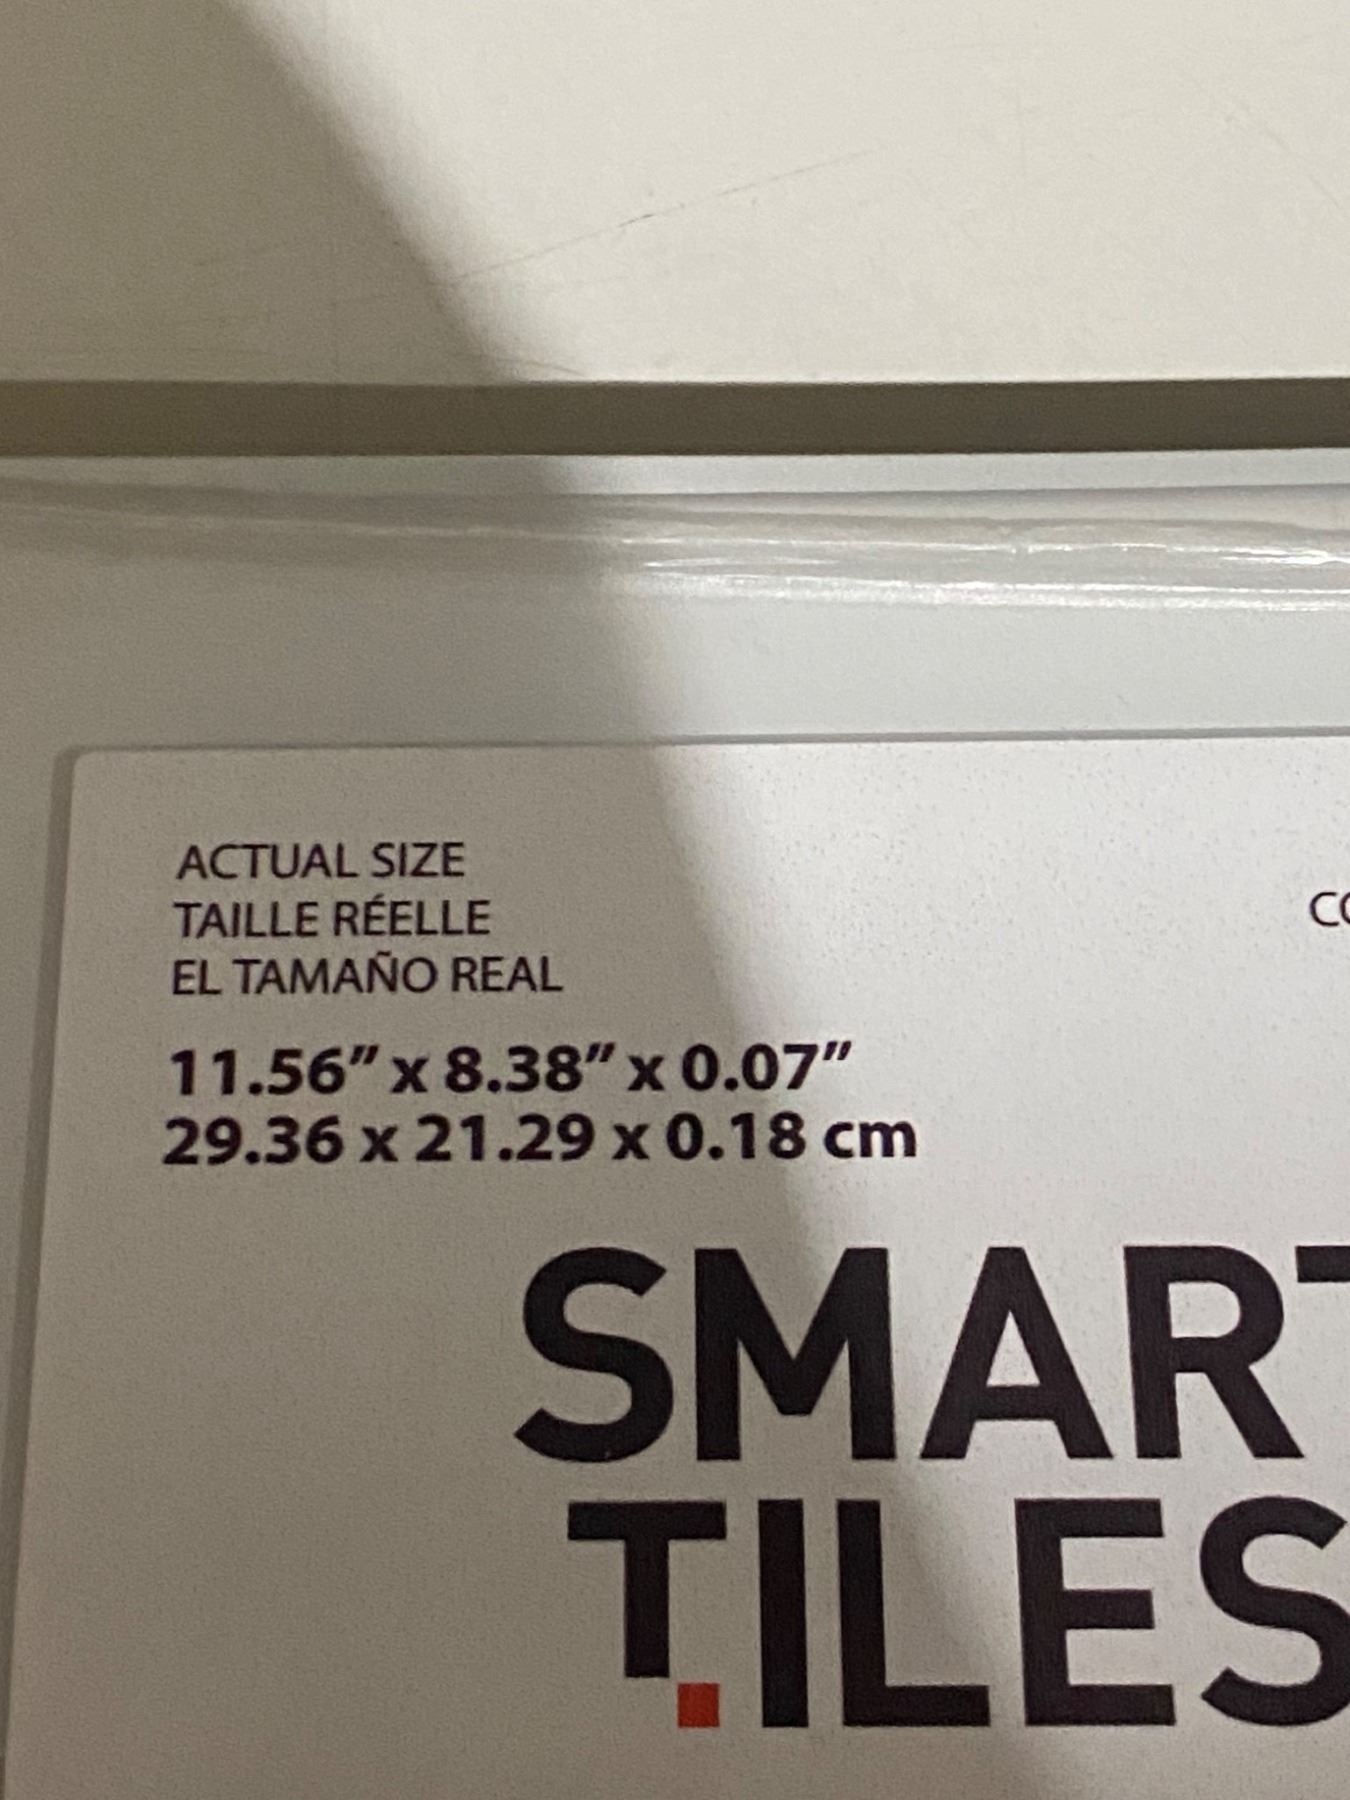 ACTUAL SIZE
TAILLE RÉELLE
EL TAMAÑO REAL
11.56” x 8.38” x 0.07”
29.36 x 21.29 x 0.18 cm
SMART
TILES